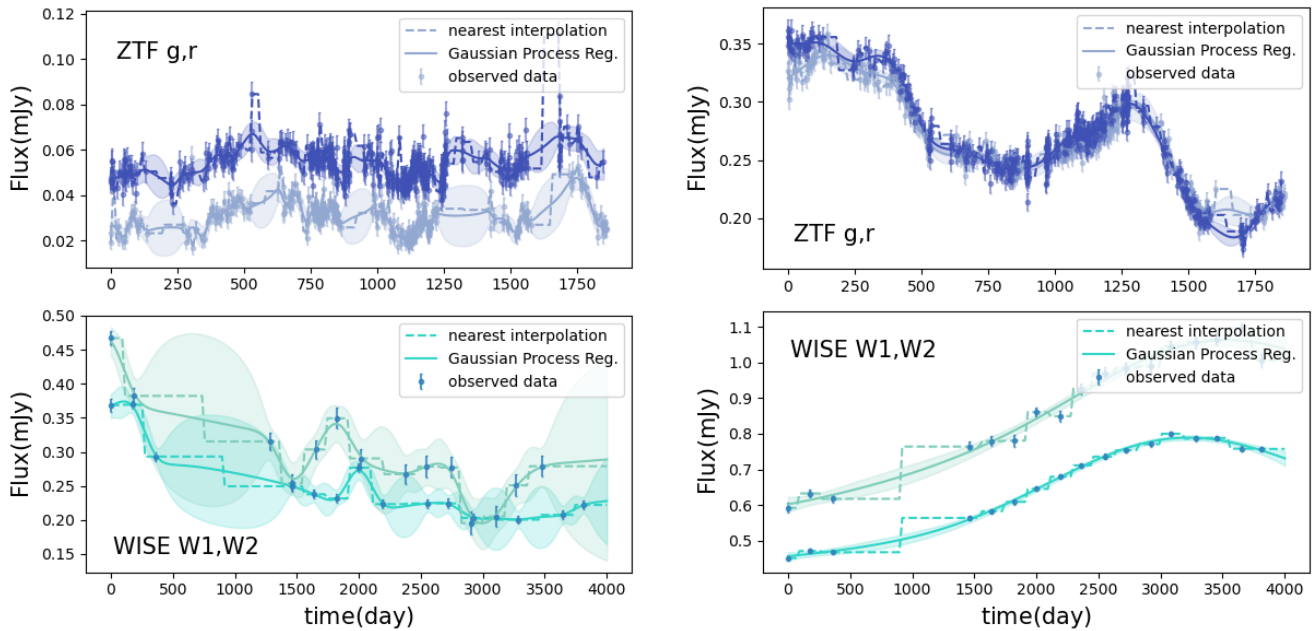 0.12
0.10
0.08
0.06
0.04
0.02
Flux(mJy)
ZTF g,r
nearest interpolation
Gaussian Process Reg.
observed data
0 250 500 750 1000 1250 1500 1750
0.35
0.30
0.25
0.20
Flux(mJy)
nearest interpolation
Gaussian Process Reg.
observed data
ZTF g,r
0 250 500 750 1000 1250 1500 1750
0.50
0.45
0.40
0.35
0.30
0.25
0.20
0.15
Flux(mJy)
nearest interpolation
Gaussian Process Reg.
observed data
WISE W1,W2
0 500 1000 1500 2000 2500 3000 3500 4000
time(day)
1.1
1.0
0.9
0.8
0.7
0.6
0.5
Flux(mJy)
WISE W1,W2
nearest interpolation
Gaussian Process Reg.
observed data
0 500 1000 1500 2000 2500 3000 3500 4000
time(day)